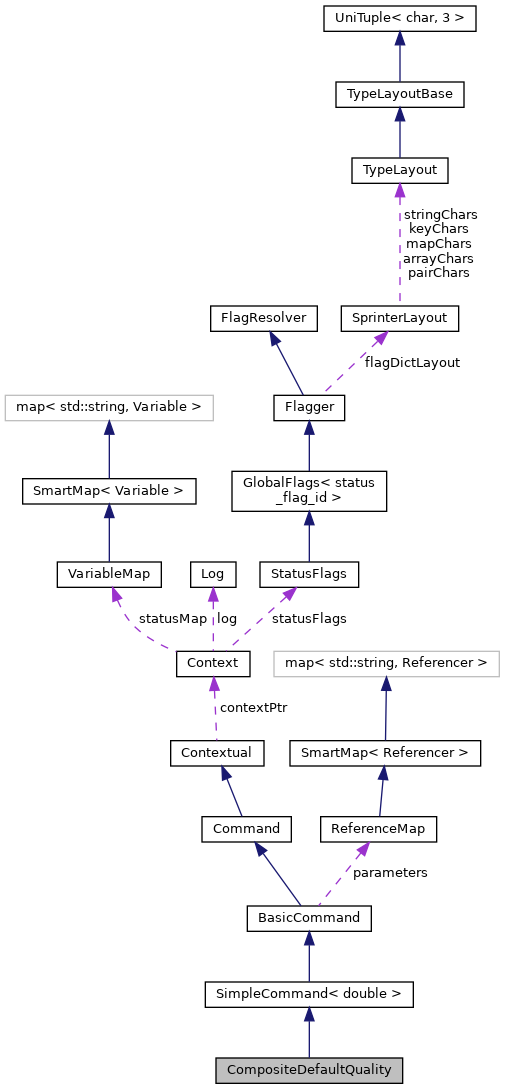 UniTuple< char, 3 >
TypeLayoutBase
TypeLayout
stringChars
keyChars
mapChars
arrayChars
pairChars
FlagResolver
SprinterLayout
flagDictLayout
map< std::string, Variable >
Flagger
SmartMap< Variable >
GlobalFlags< status
_flag_id >
VariableMap
Log
StatusFlags
statusMap
log
statusFlags
Context
map< std::string, Referencer >
contextPtr
Contextual
SmartMap< Referencer >
Command
ReferenceMap
parameters
BasicCommand
SimpleCommand< double >
CompositeDefaultQuality